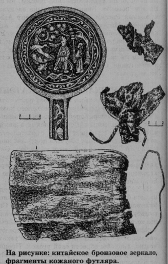 На рисунке: китайское бронзовое зеркало,
фрагменты кожаного футляра.